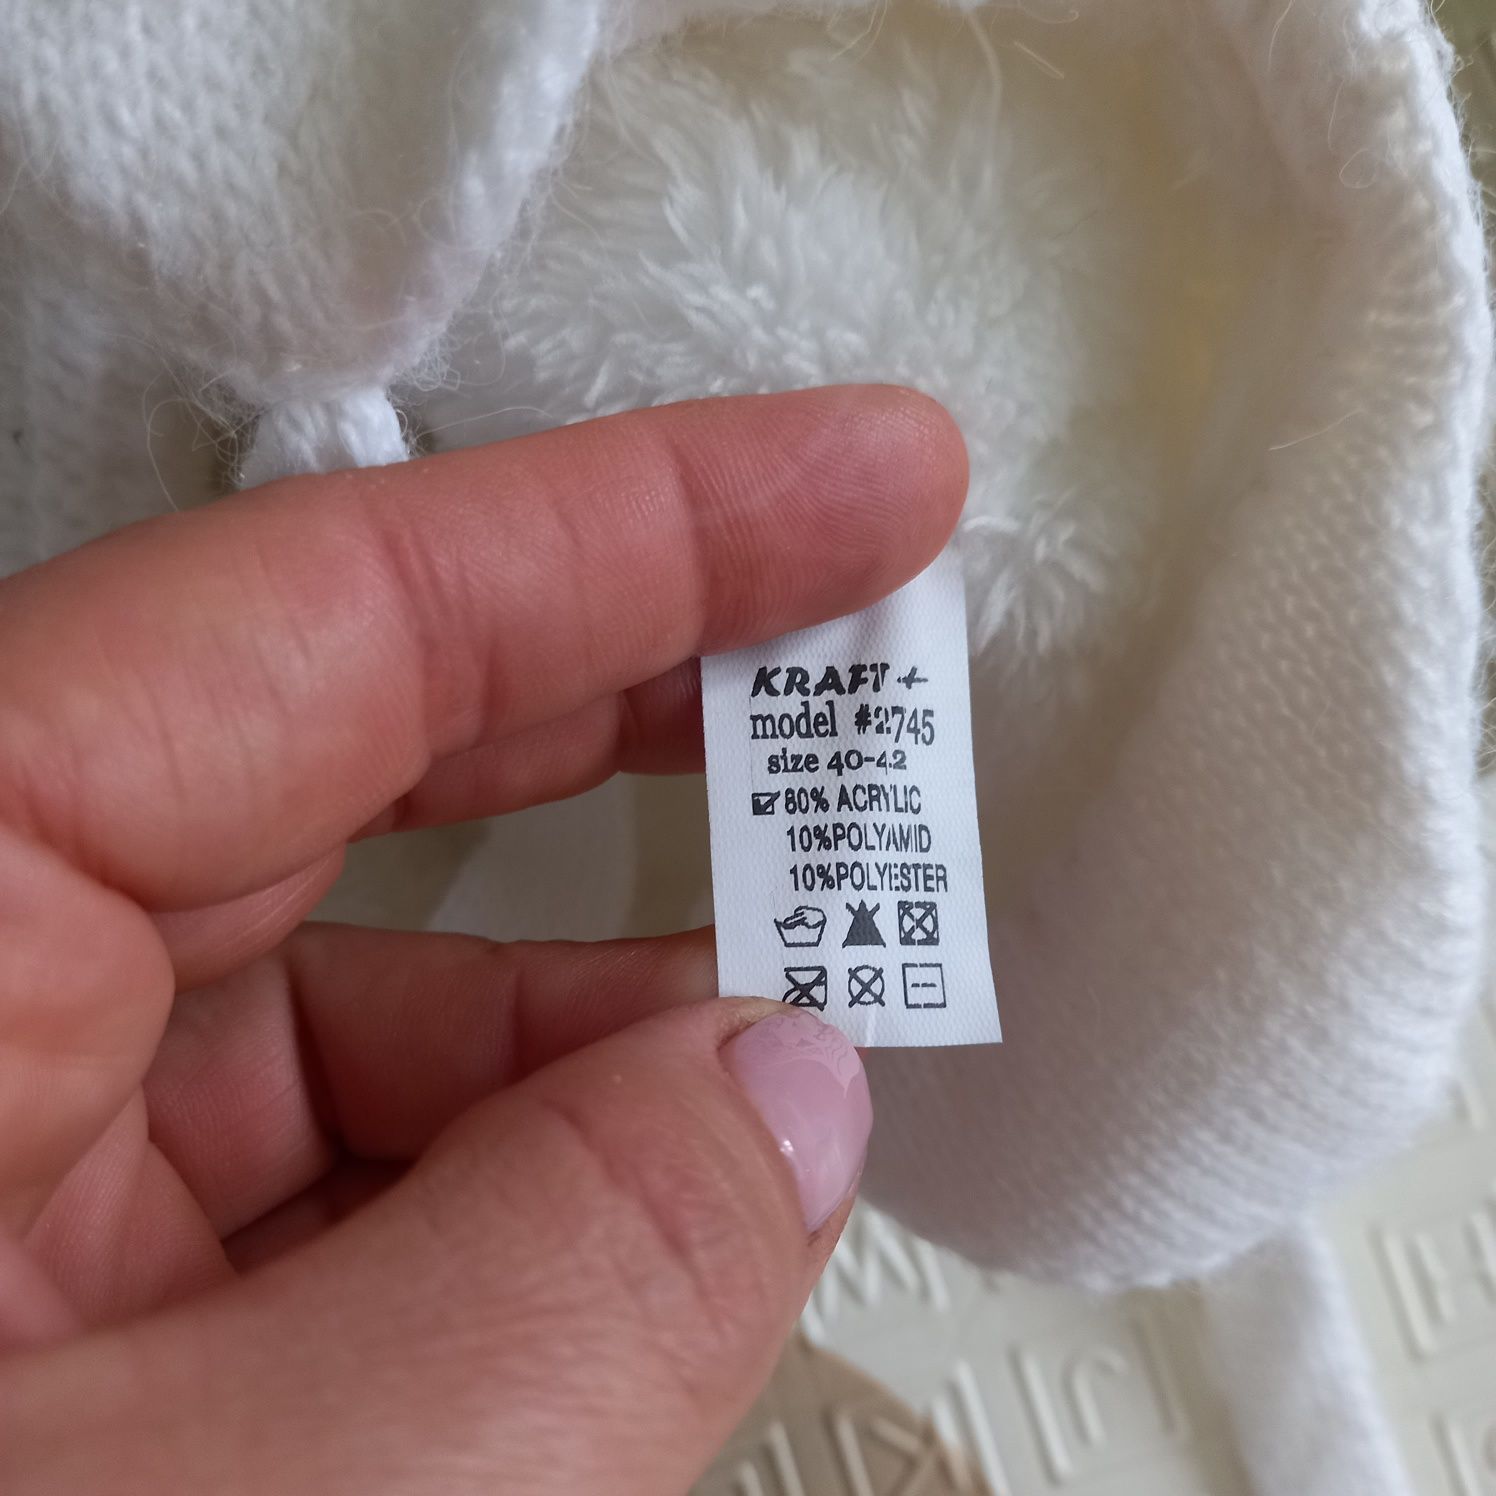 KRAFT +
model #2745
size 40-42
80% ACRYLIC
10%POLYAMID
10%POLYESTER